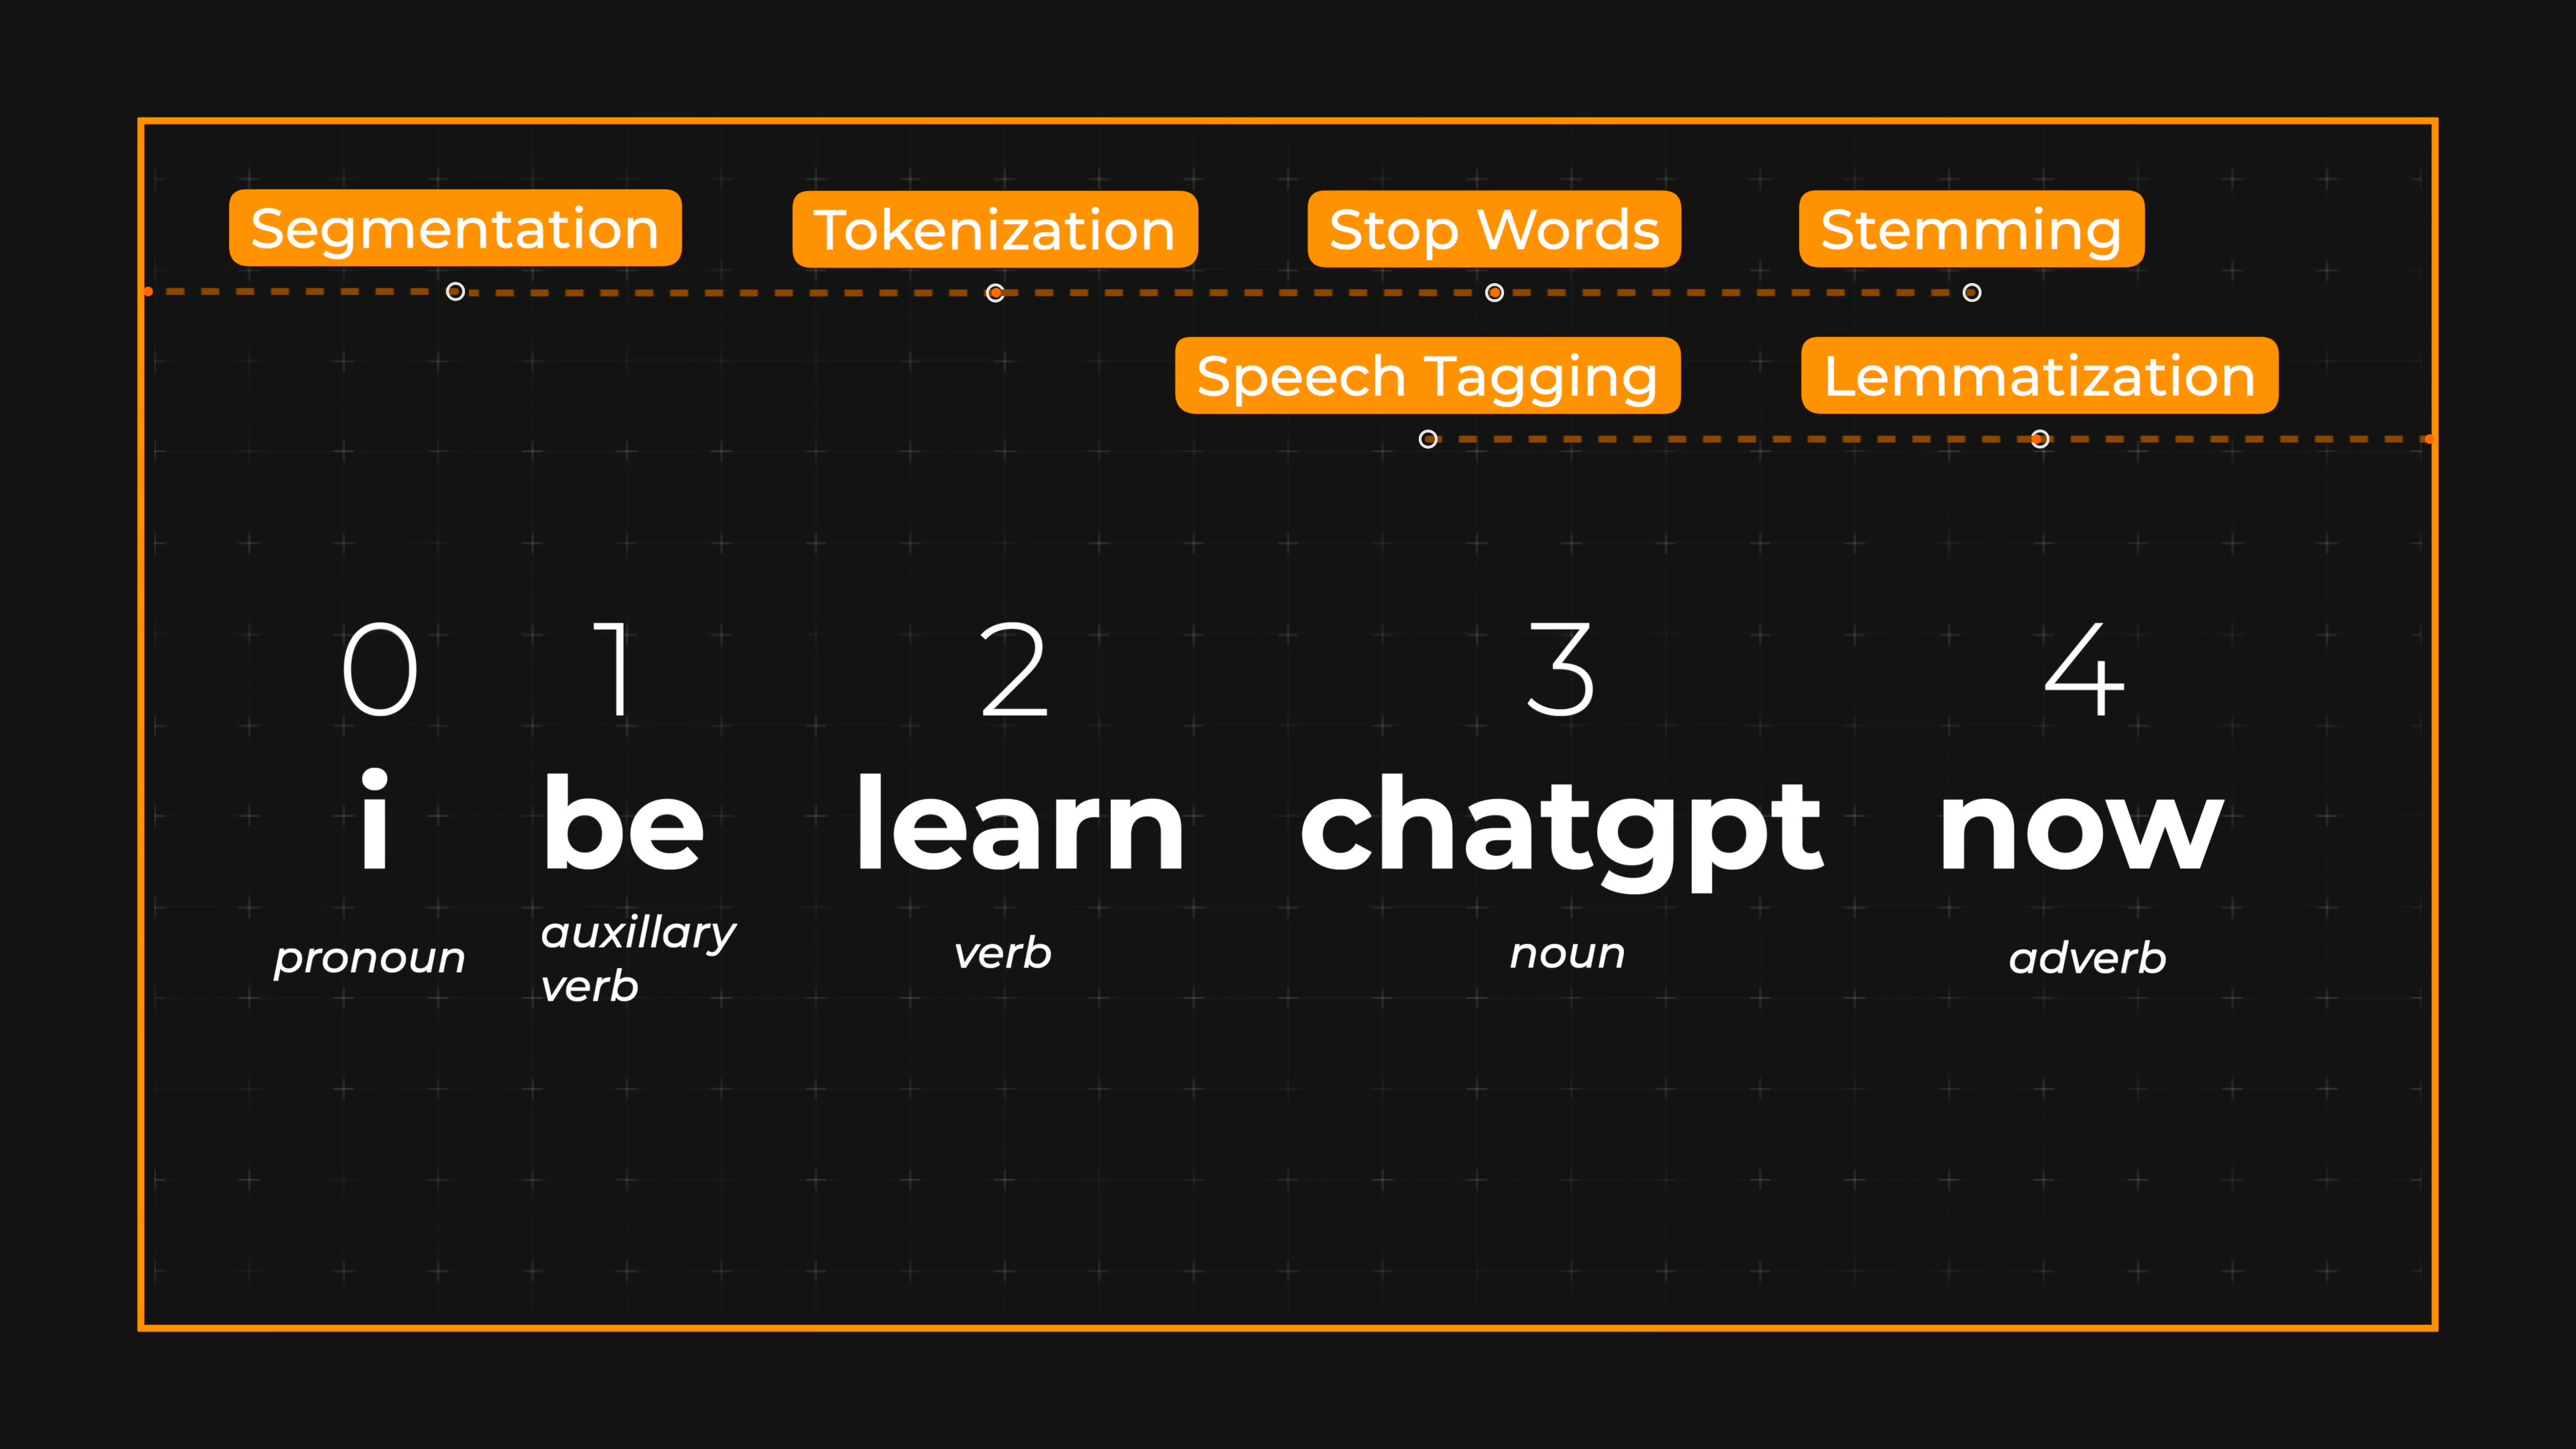 Segmentation Tokenization Stop Words Stemming
Speech Tagging Lemmatization
0 1 2 3 4
i be learn chatgpt now
pronoun auxillary verb verb noun adverb